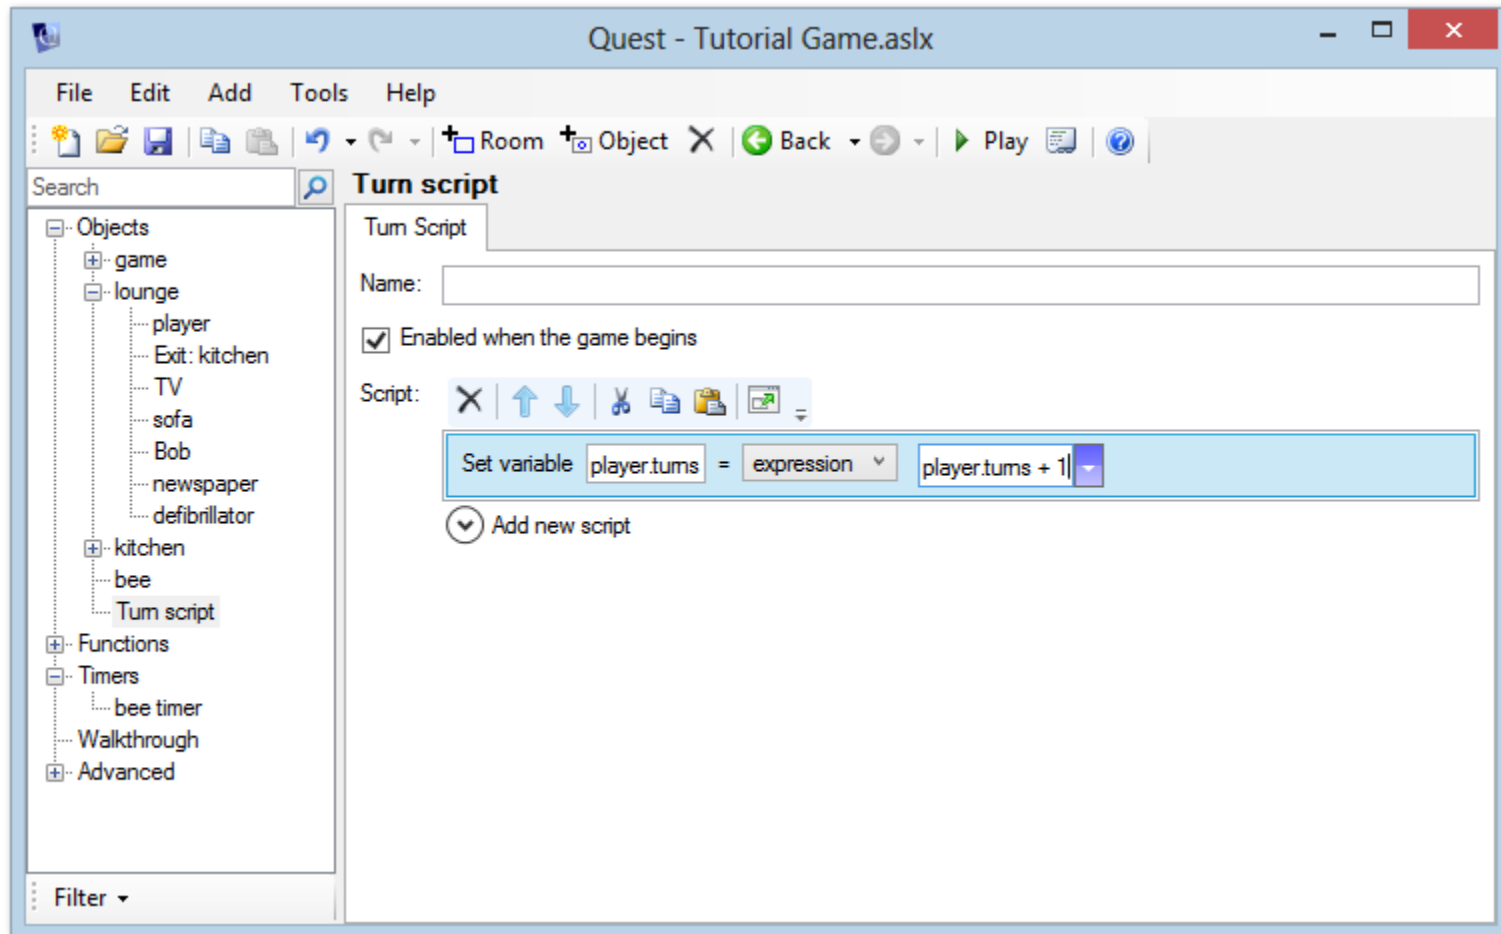 Quest - Tutorial Game.aslx
File Edit Add Tools Help
Room Object Back Play
Search
Turn script
Objects
game
lounge
player
Exit: kitchen
TV
sofa
Bob
newspaper
defibrillator
kitchen
bee
Turn script
Functions
Timers
bee timer
Walkthrough
Advanced
Filter
Turn Script
Name:
Enabled when the game begins
Script:
Set variable player.turns = expression player.turns + 1
Add new script